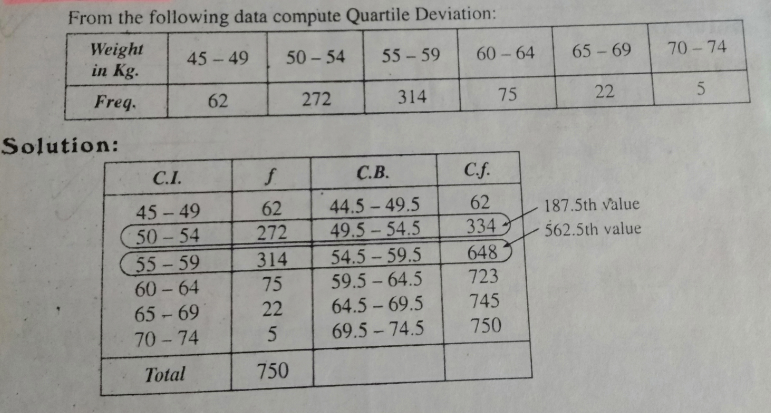 From the following data compute Quartile Deviation:
Weight in Kg. 45 – 49 50 – 54 55 – 59 60 – 64 65 – 69 70 – 74
Freq. 62 272 314 75 22 5
Solution:
C.I. f C.B. C.f.
45 – 49 62 44.5 – 49.5 62 187.5th value
50 – 54 272 49.5 – 54.5 334 562.5th value
55 – 59 314 54.5 – 59.5 648
60 – 64 75 59.5 – 64.5 723
65 – 69 22 64.5 – 69.5 745
70 – 74 5 69.5 – 74.5 750
Total 750